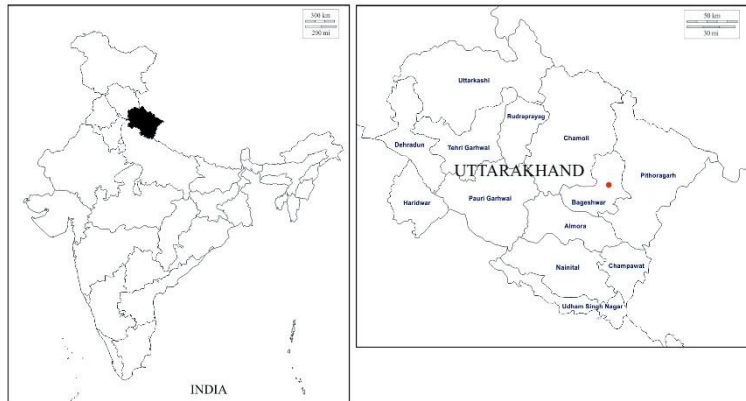 300 km
200 mi
INDIA
50 km
30 mi
Uttarkashi
Rudraprayag
Chamoli
Dehradun
Tehri Garhwal
UTTARAKHAND
Pithoragarh
Haridwar
Pauri Garhwal
Bageshwar
Almora
Nainital
Champawat
Udham Singh Nagar